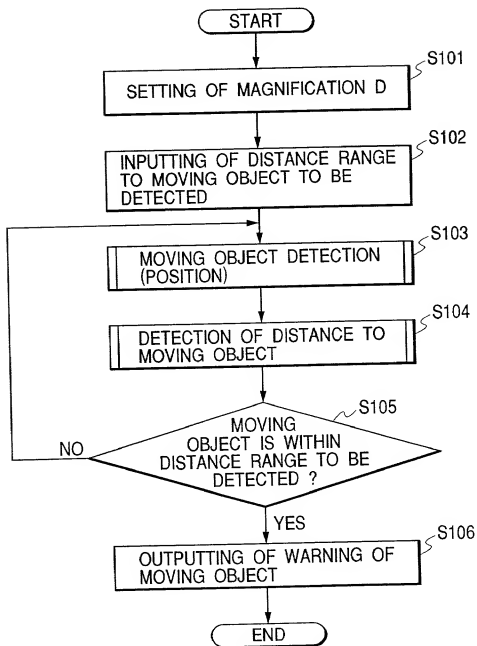 START
S101
SETTING OF MAGNIFICATION D
S102
INPUTTING OF DISTANCE RANGE
TO MOVING OBJECT TO BE
DETECTED
S103
MOVING OBJECT DETECTION
(POSITION)
S104
DETECTION OF DISTANCE TO
MOVING OBJECT
S105
MOVING
OBJECT IS WITHIN
DISTANCE RANGE TO BE
DETECTED ?
NO
YES
S106
OUTPUTTING OF WARNING OF
MOVING OBJECT
END